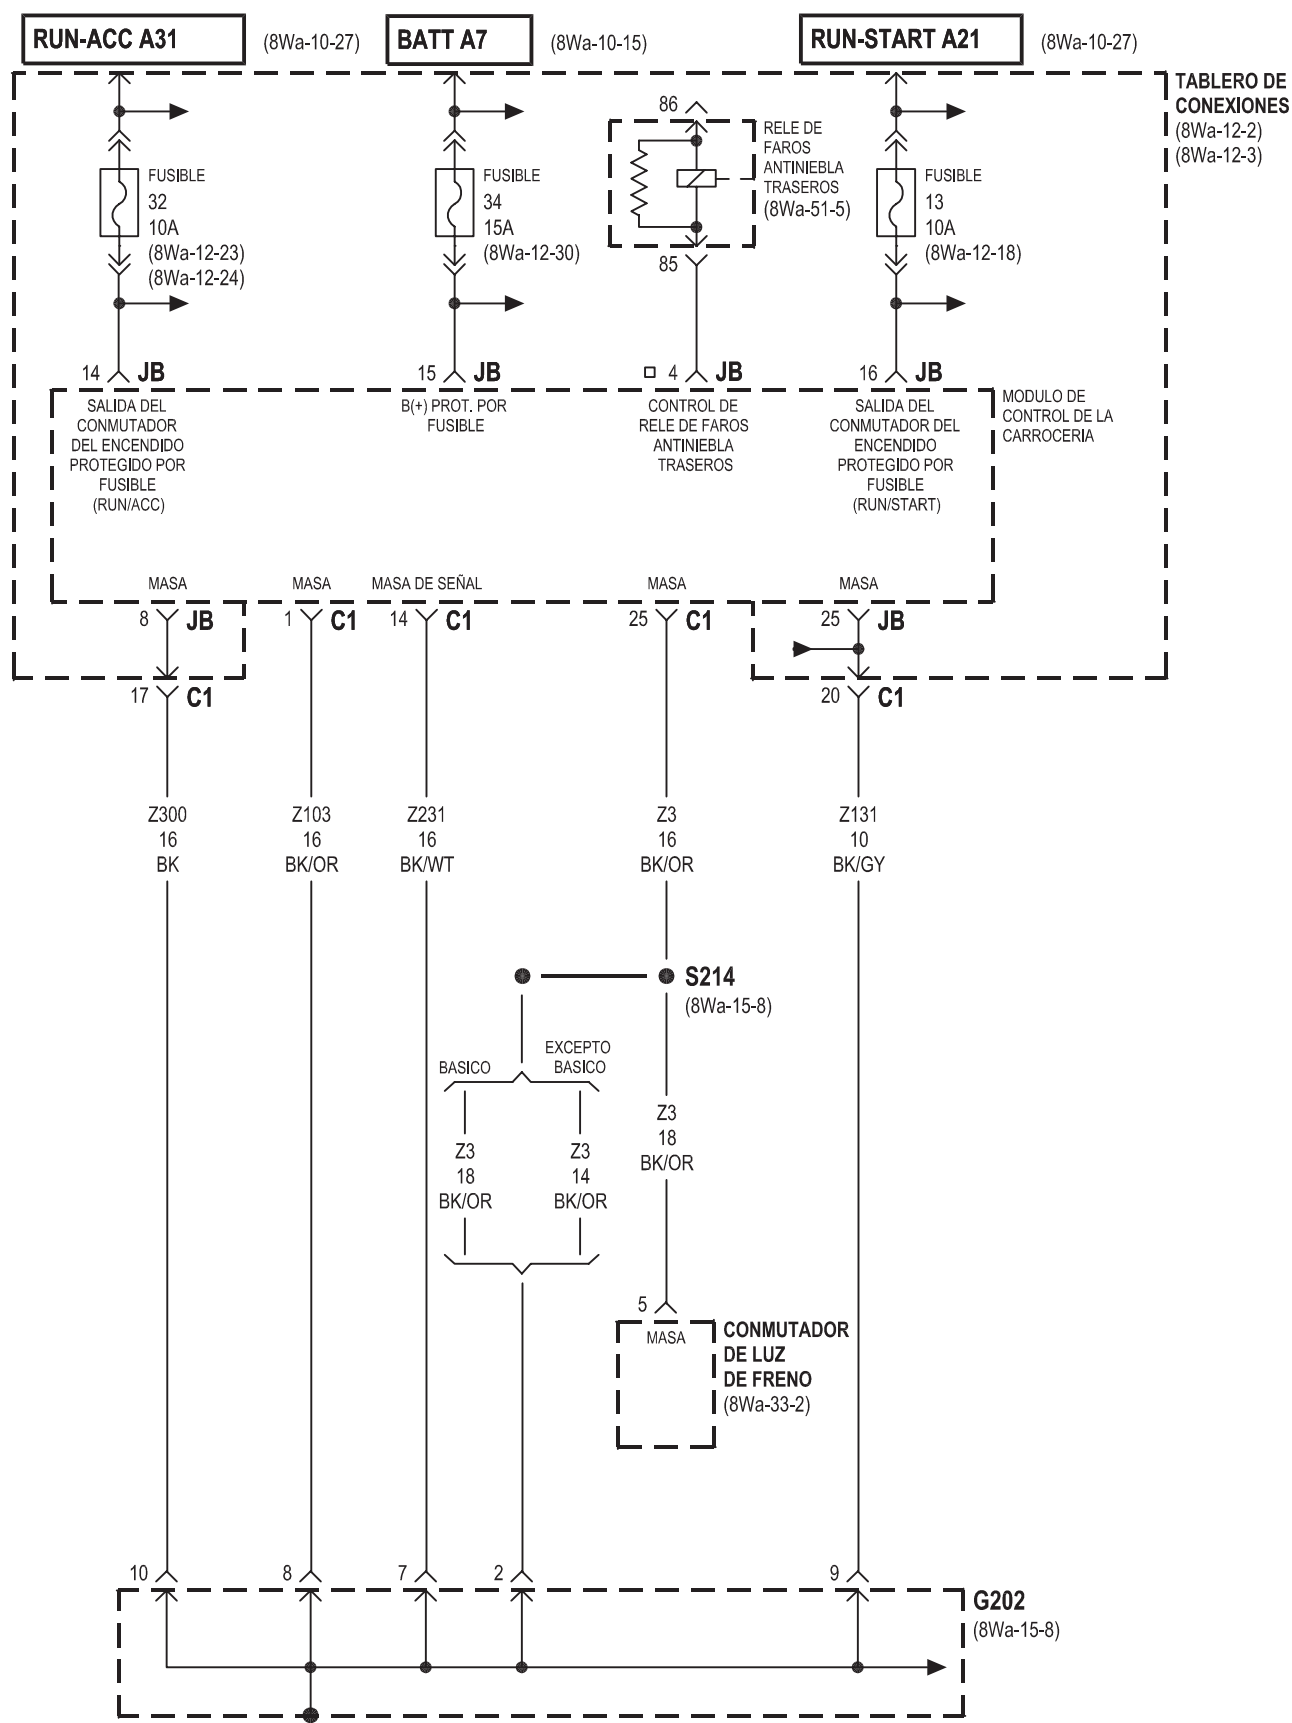 RUN-ACC A31
(8Wa-10-27)
BATT A7
(8Wa-10-15)
RUN-START A21
(8Wa-10-27)
TABLERO DE
CONEXIONES
(8Wa-12-2)
(8Wa-12-3)
FUSIBLE
32
10A
(8Wa-12-23)
(8Wa-12-24)
FUSIBLE
34
15A
(8Wa-12-30)
86
RELE DE
FAROS
ANTINIEBLA
TRASEROS
(8Wa-51-5)
85
FUSIBLE
13
10A
(8Wa-12-18)
14 JB
15 JB
4 JB
16 JB
SALIDA DEL
CONMUTADOR
DEL ENCENDIDO
PROTEGIDO POR
FUSIBLE
(RUN/ACC)
B(+) PROT. POR
FUSIBLE
CONTROL DE
RELE DE FAROS
ANTINIEBLA
TRASEROS
SALIDA DEL
CONMUTADOR DEL
ENCENDIDO
PROTEGIDO POR
FUSIBLE
(RUN/START)
MODULO DE
CONTROL DE LA
CARROCERIA
MASA
MASA
MASA DE SEÑAL
MASA
MASA
8 JB
1 C1
14 C1
25 C1
25 JB
17 C1
20 C1
Z300
16
BK
Z103
16
BK/OR
Z231
16
BK/WT
Z3
16
BK/OR
Z131
10
BK/GY
S214
(8Wa-15-8)
BASICO
EXCEPTO
BASICO
Z3
18
BK/OR
Z3
14
BK/OR
Z3
18
BK/OR
5
MASA
CONMUTADOR
DE LUZ
DE FRENO
(8Wa-33-2)
10
8
7
2
9
G202
(8Wa-15-8)